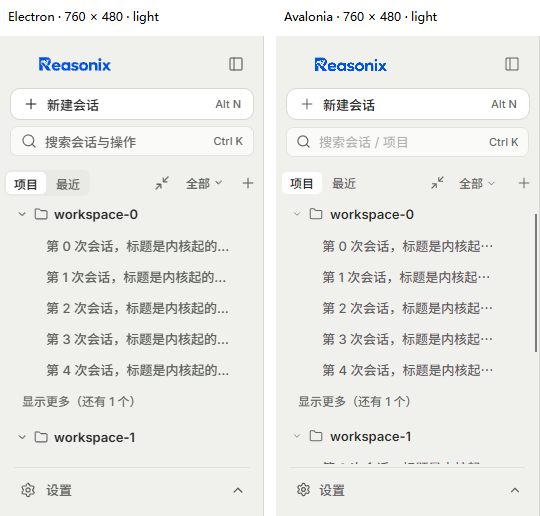 Electron · 760 × 480 · light
Reasonix
新建会话 Alt N
搜索会话与操作 Ctrl K
项目 最近 全部
workspace-0
第 0 次会话，标题是内核起的...
第 1 次会话，标题是内核起的...
第 2 次会话，标题是内核起的...
第 3 次会话，标题是内核起的...
第 4 次会话，标题是内核起的...
显示更多（还有 1 个）
workspace-1
设置
Avalonia · 760 × 480 · light
Reasonix
新建会话 Alt N
搜索会话 / 项目 Ctrl K
项目 最近 全部
workspace-0
第 0 次会话，标题是内核起···
第 1 次会话，标题是内核起···
第 2 次会话，标题是内核起···
第 3 次会话，标题是内核起···
第 4 次会话，标题是内核起···
显示更多（还有 1 个）
workspace-1
设置